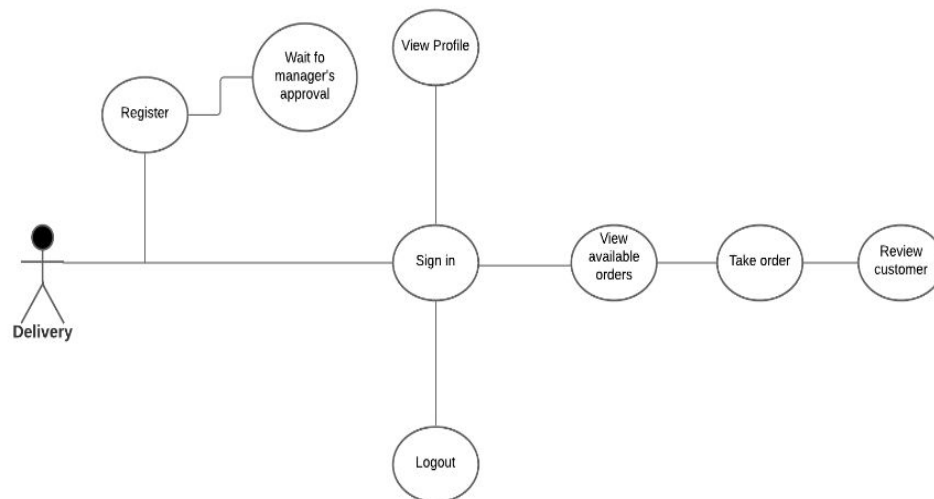 View Profile
Wait fo
manager's
approval
Register
Sign in
View
available
orders
Take order
Review
customer
Delivery
Logout